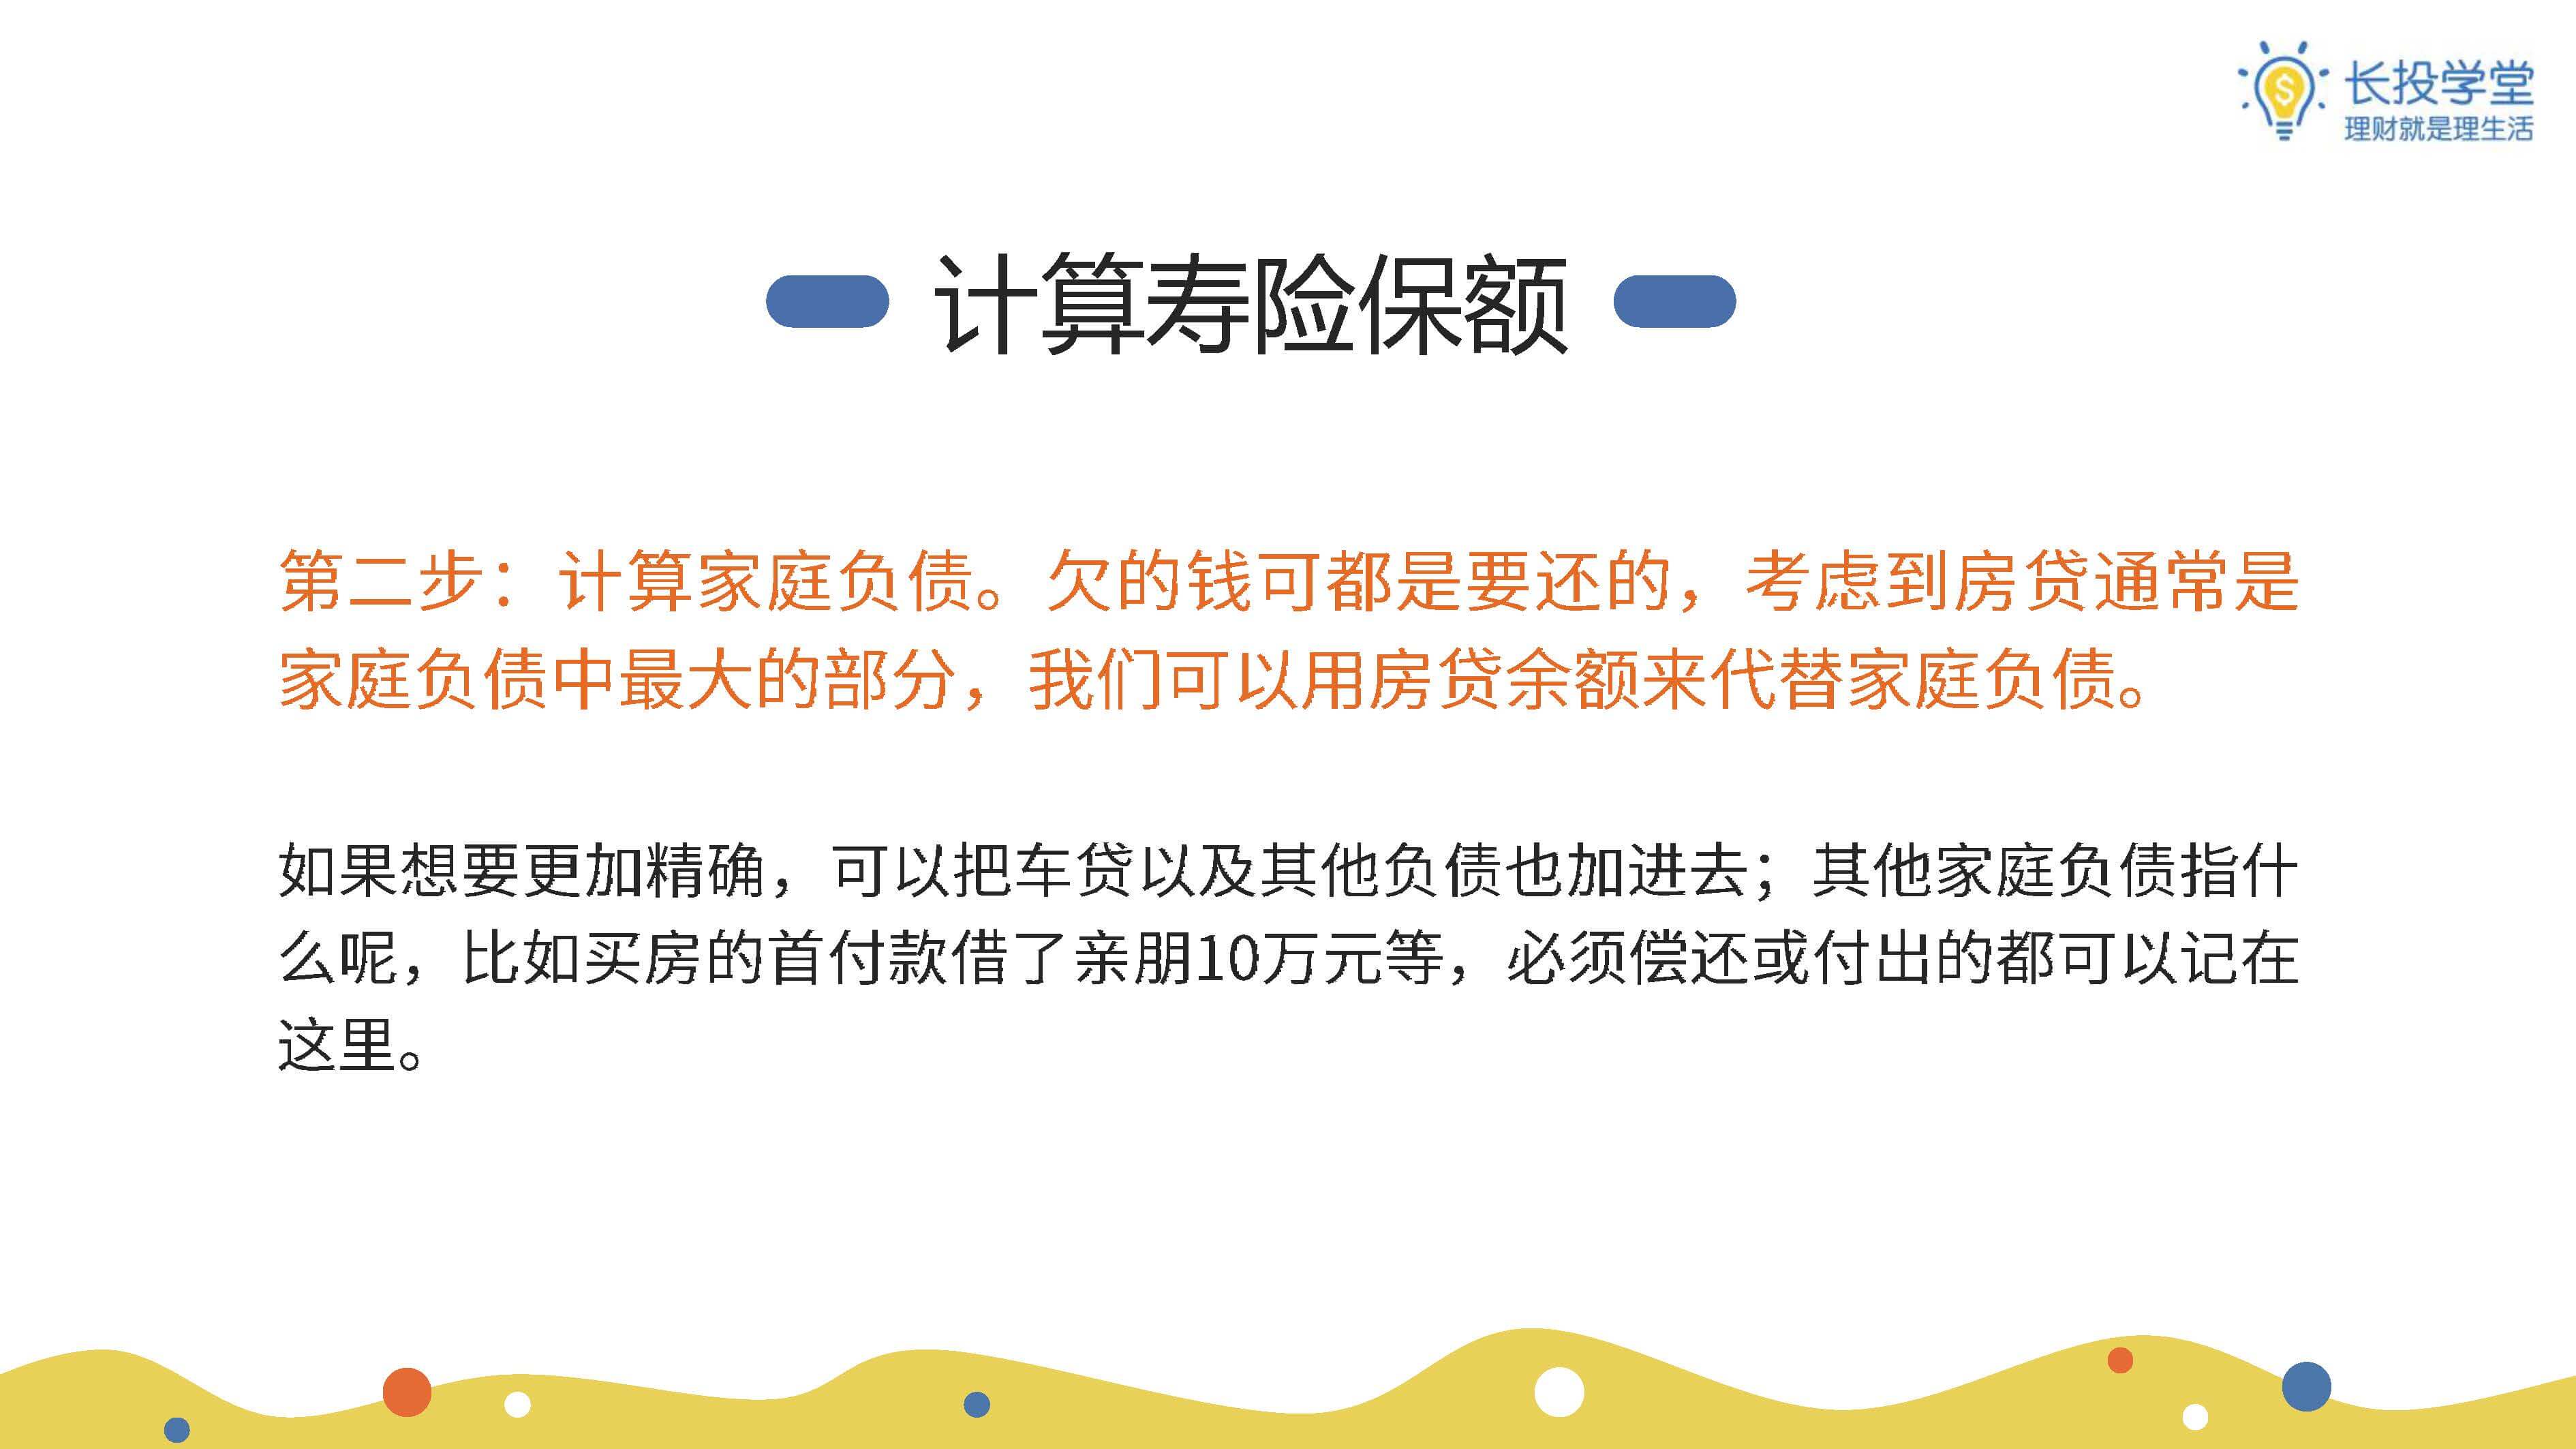 长投学堂
理财就是理生活
计算寿险保额
第二步：计算家庭负债。欠的钱可都是要还的，考虑到房贷通常是
家庭负债中最大的部分，我们可以用房贷余额来代替家庭负债。
如果想要更加精确，可以把车贷以及其他负债也加进去；其他家庭负债指什
么呢，比如买房的首付款借了亲朋10万元等，必须偿还或付出的都可以记在
这里。